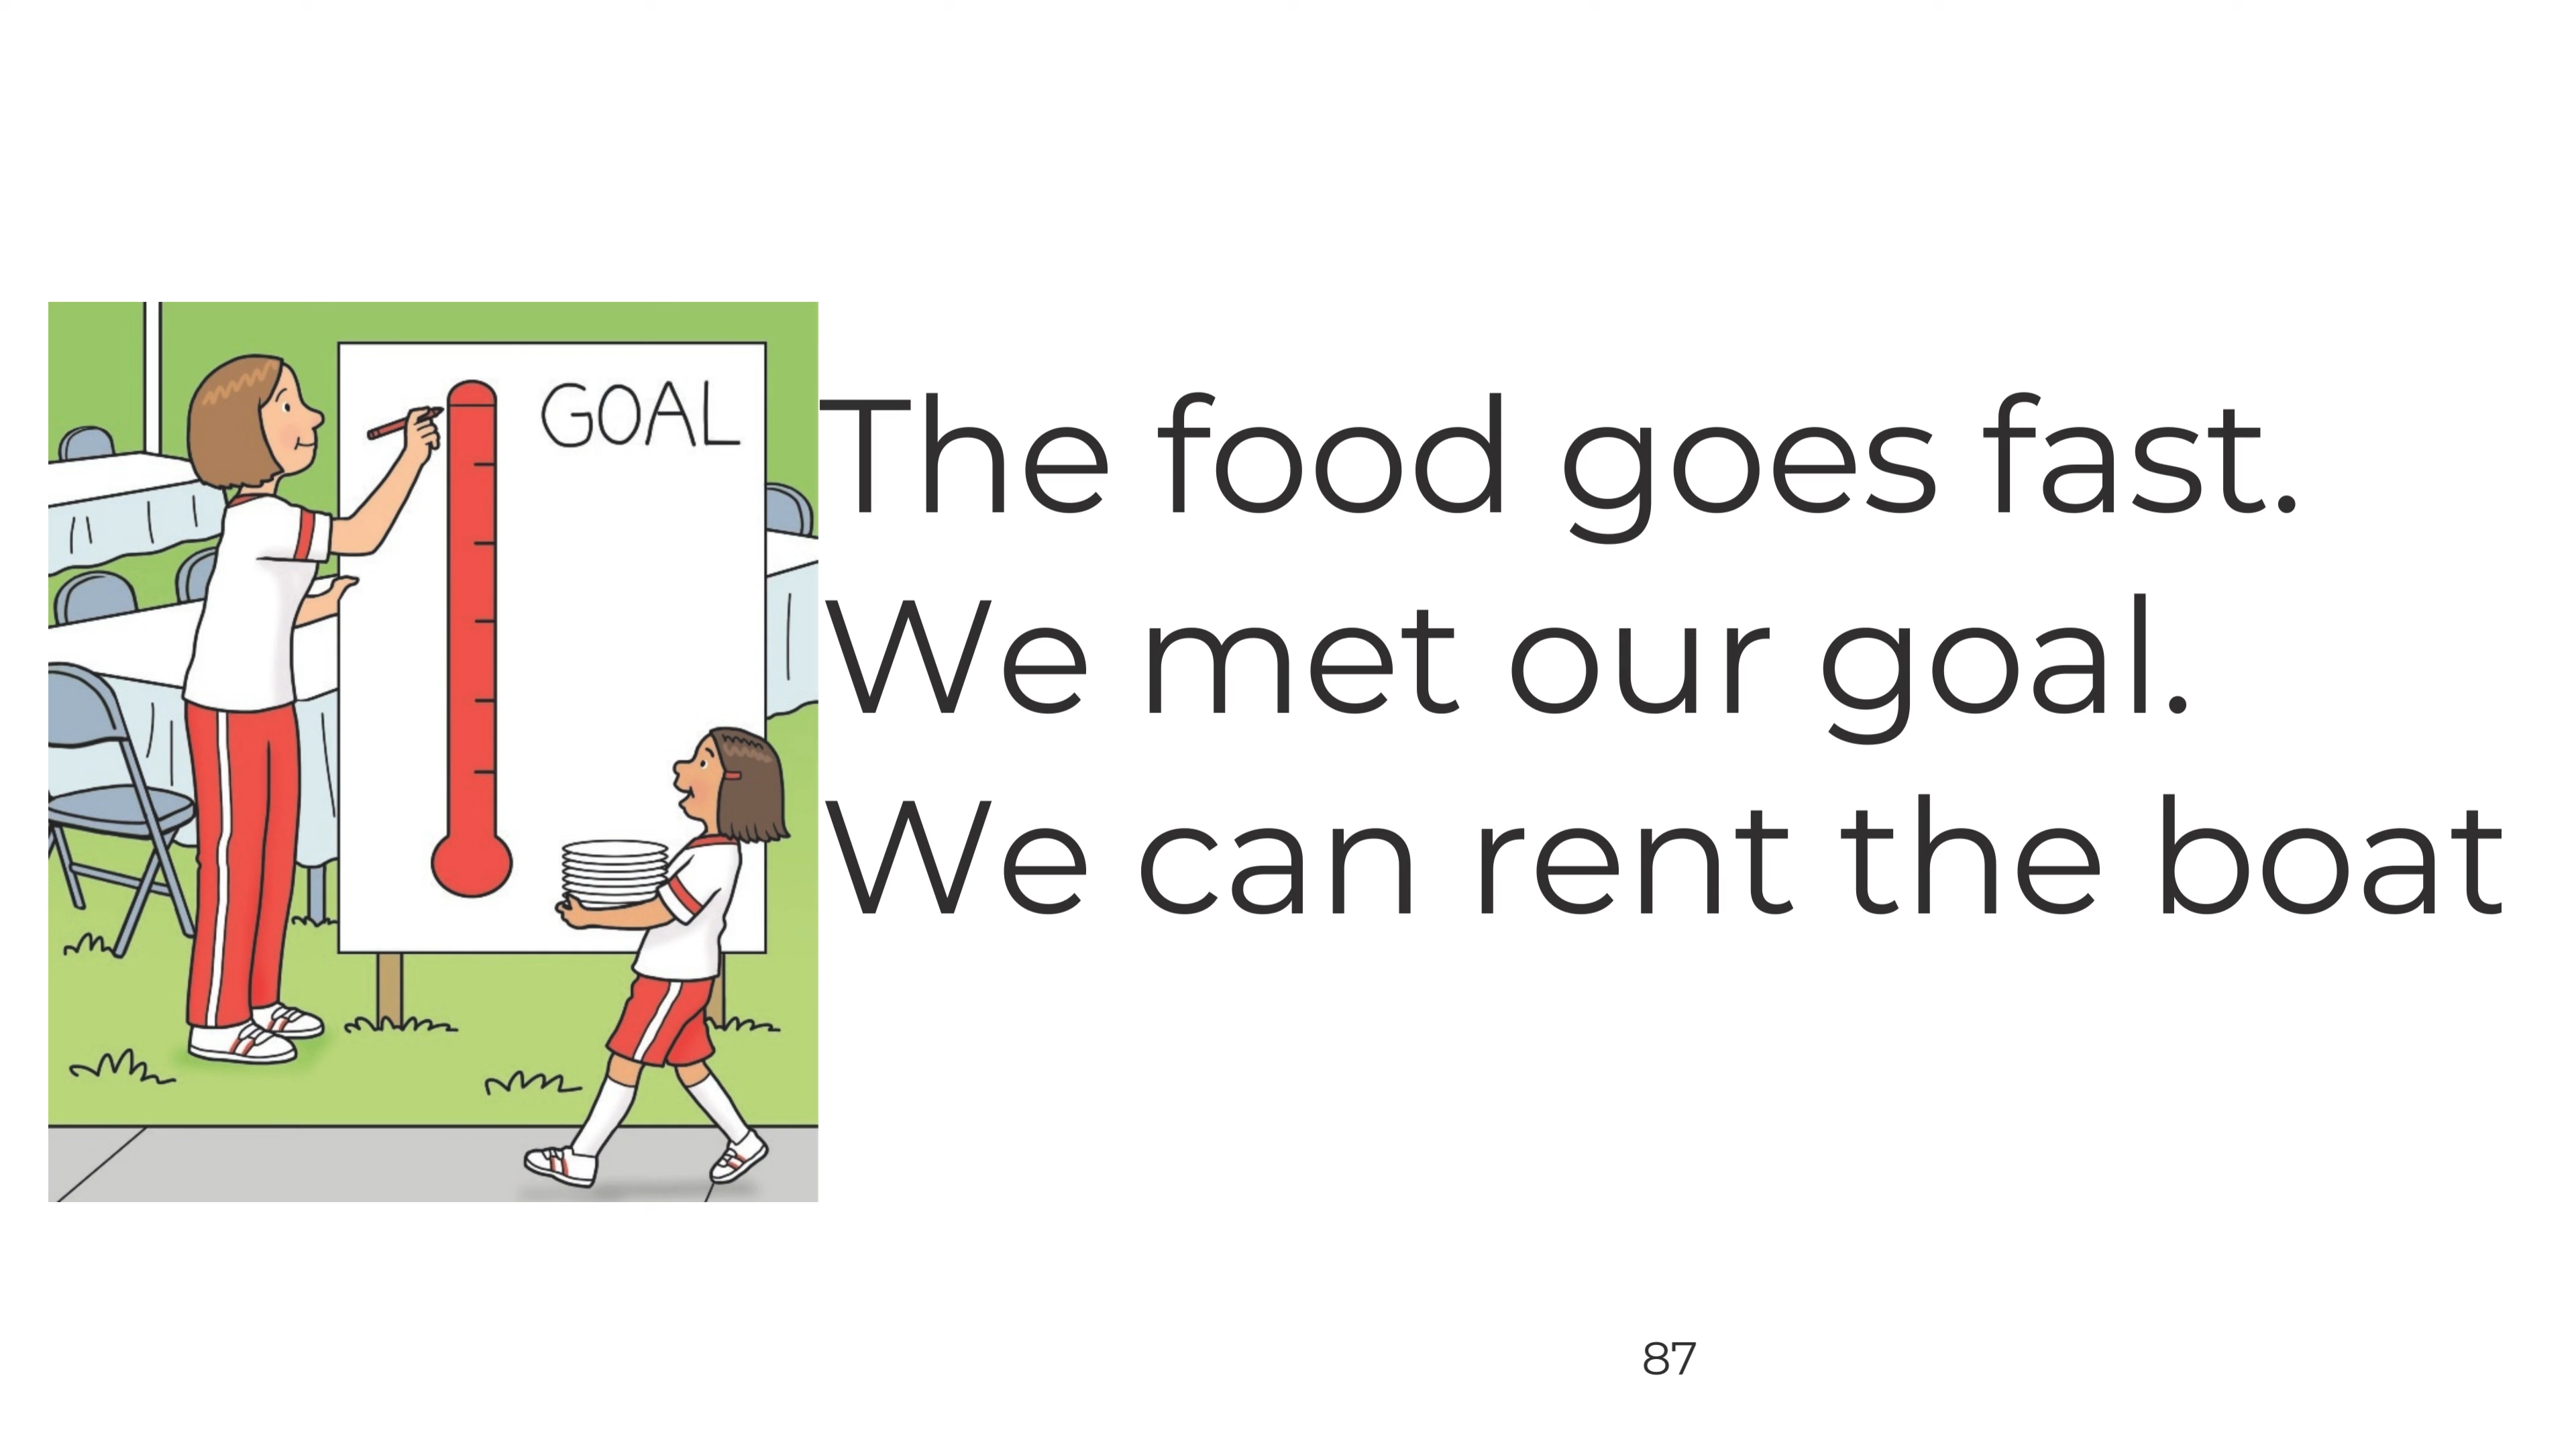 GOAL
The food goes fast.
We met our goal.
We can rent the boat
87